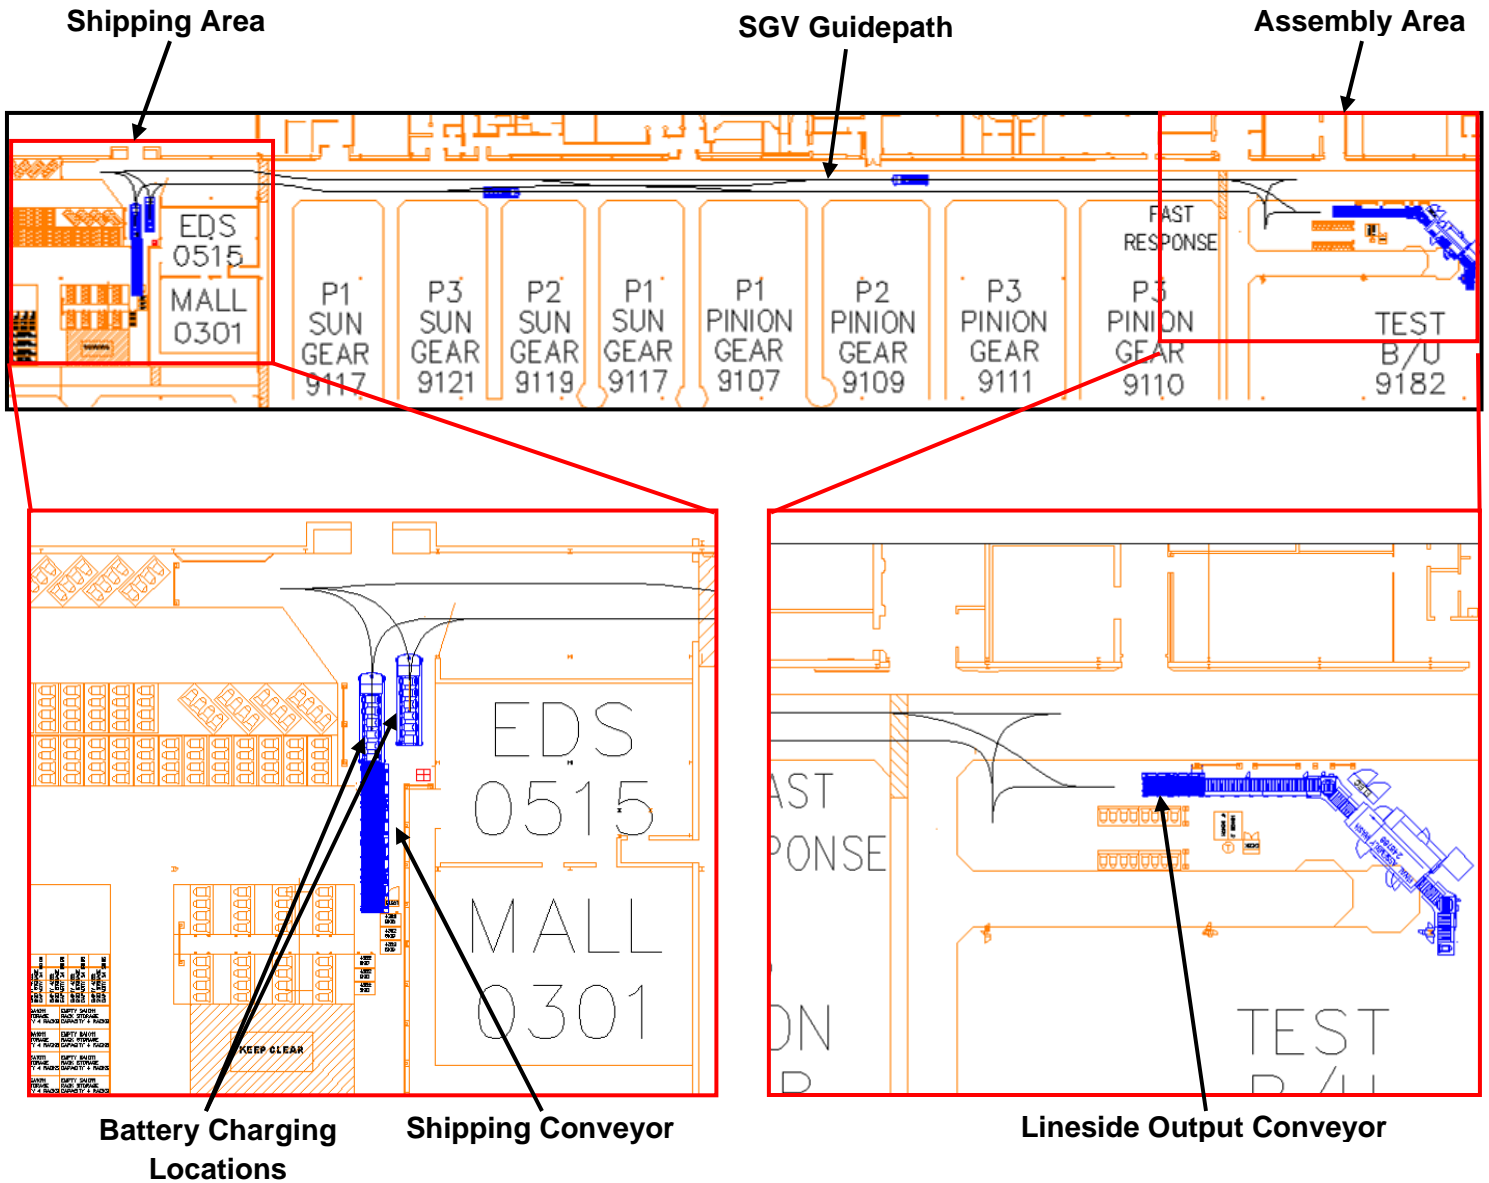 Shipping Area
SGV Guidepath
Assembly Area
EDS
0515
MALL
0301
P1
SUN
GEAR
9117
P3
SUN
GEAR
9121
P2
SUN
GEAR
9119
P1
SUN
GEAR
9117
P1
PINION
GEAR
9107
P2
PINION
GEAR
9109
P3
PINION
GEAR
9111
P3
PINION
GEAR
9110
FAST
RESPONSE
TEST
B/U
9182
EDS
0515
MALL
0301
KEEP CLEAR
AST
PONSE
ON
TEST
B/U
Battery Charging
Locations
Shipping Conveyor
Lineside Output Conveyor